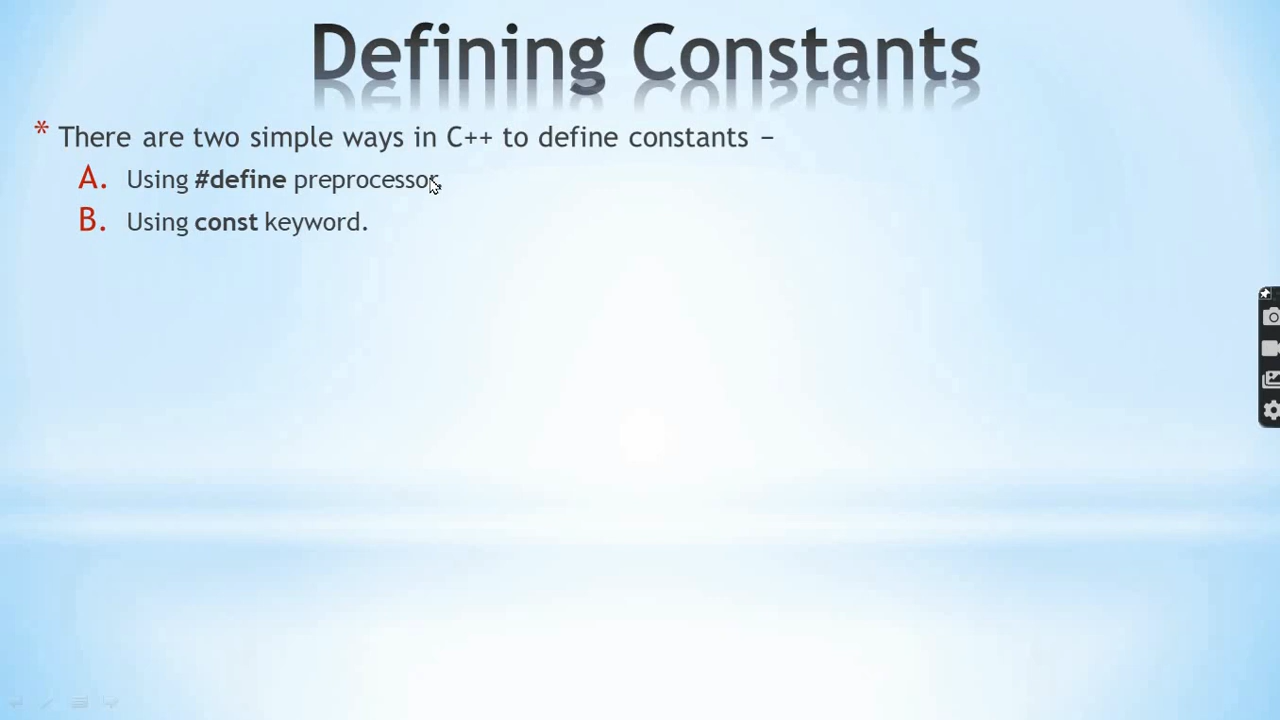 Defining Constants
* There are two simple ways in C++ to define constants –
A. Using #define preprocessor.
B. Using const keyword.